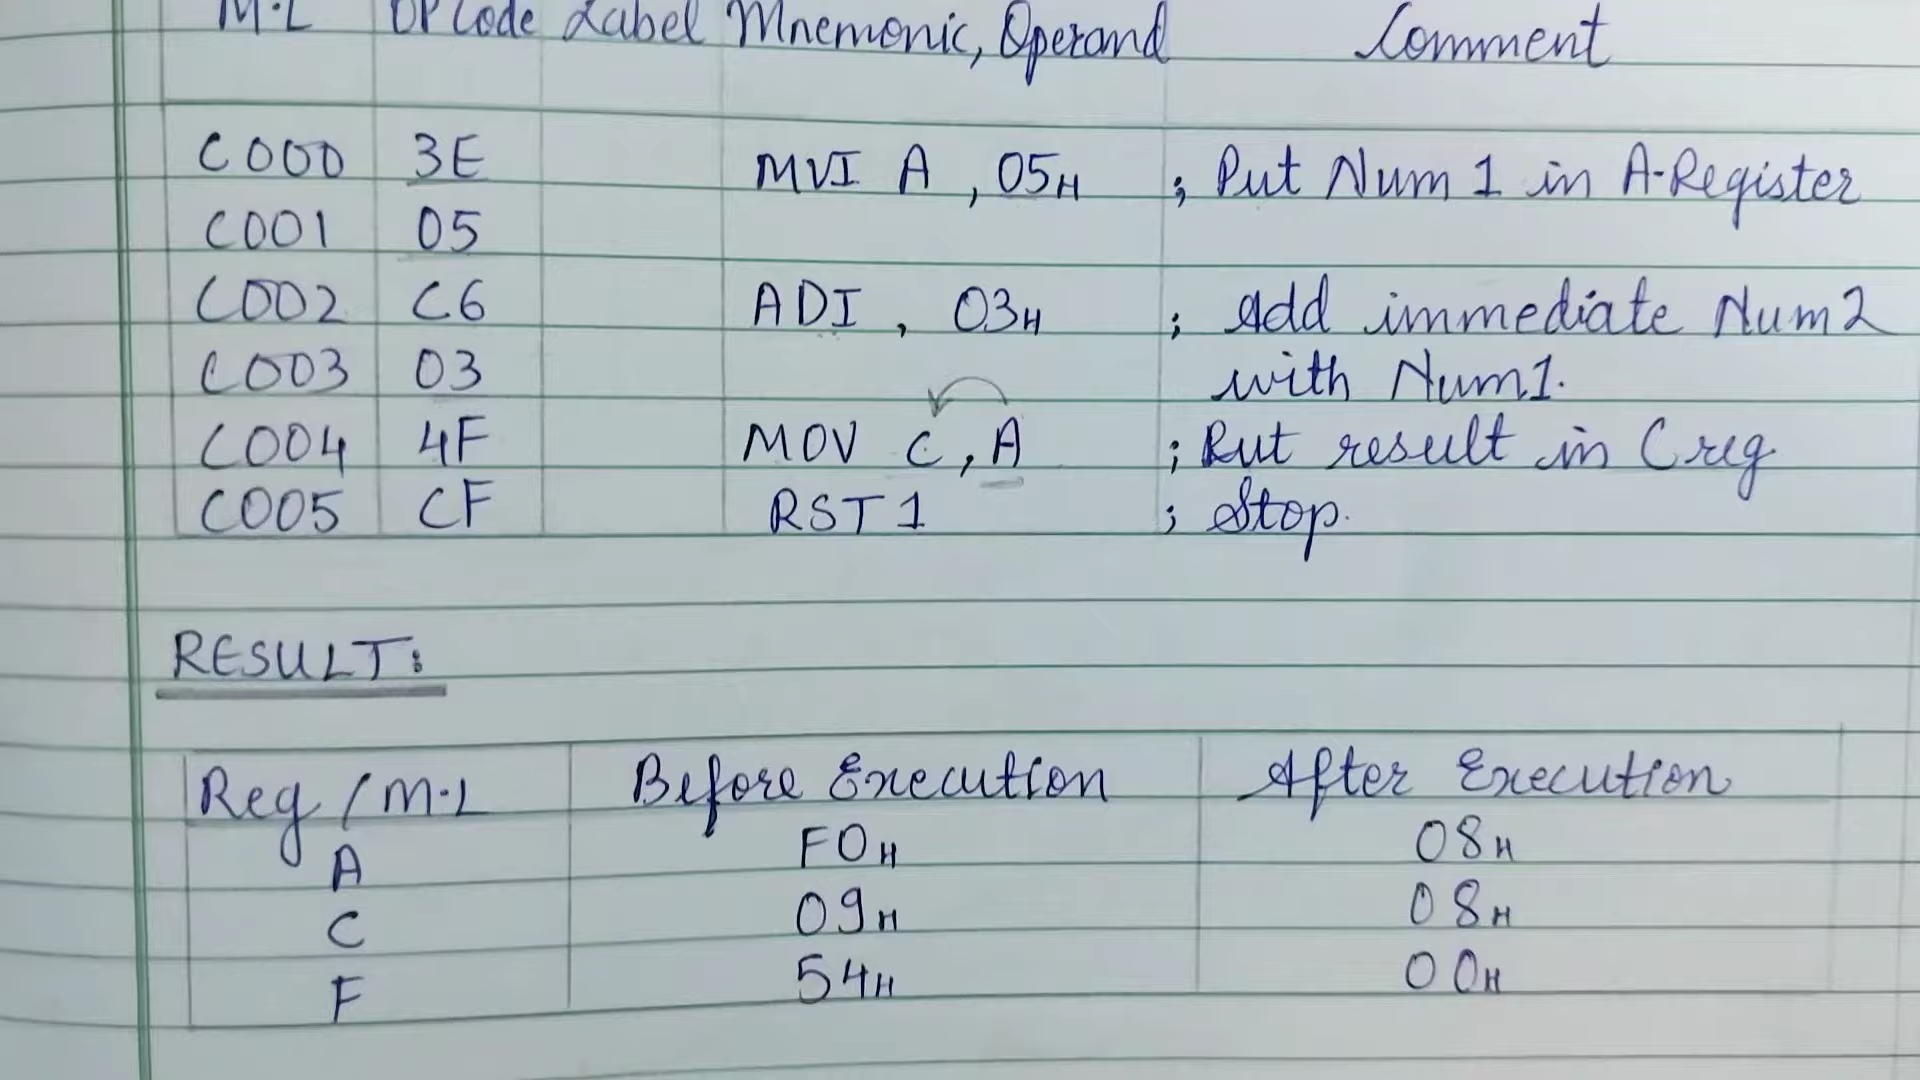 M.L OPCode Label Mnemonic, Operand Comment
C000 3E MVI A , 05H ; Put Num 1 in A-Register
C001 05
C002 C6 ADI , 03H ; Add immediate Num2
C003 03 with Num1.
C004 4F MOV C, A ; Put result in C reg.
C005 CF RST 1 ; Stop.
RESULT:
Reg / M.L Before Execution After Execution
A F0H 08H
C 09H 08H
F 54H 00H